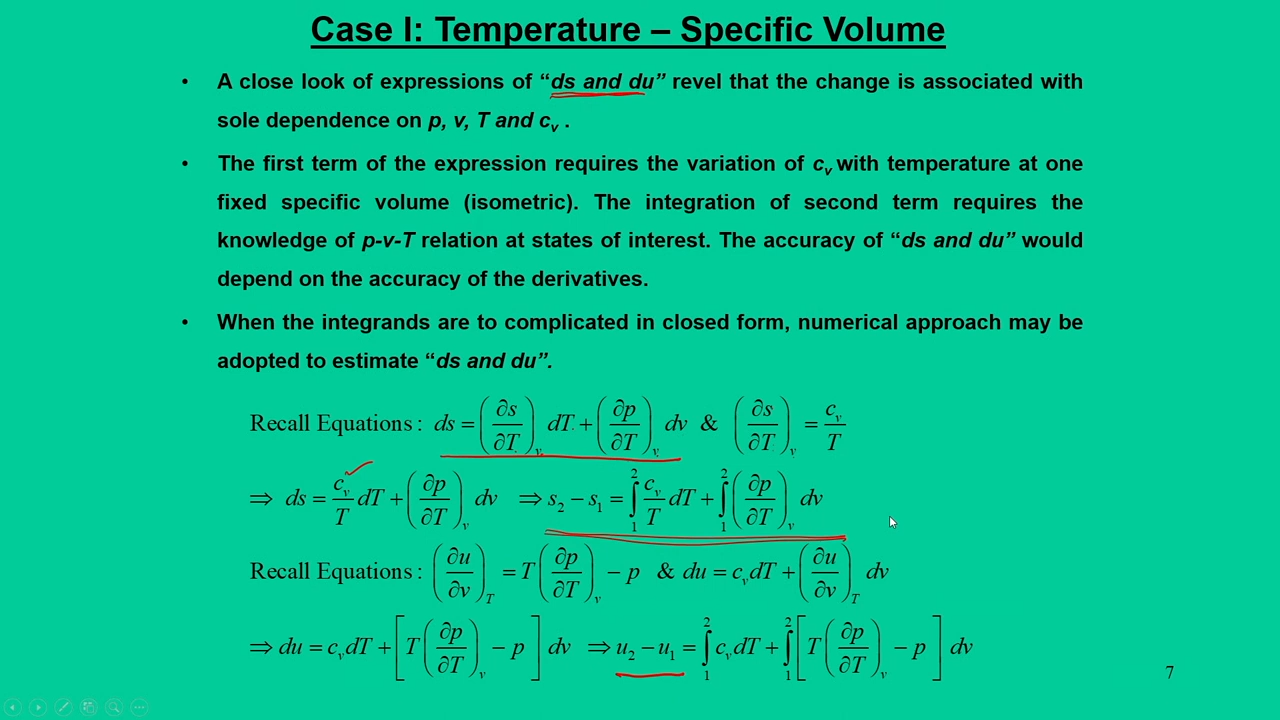 Case I: Temperature – Specific Volume
• A close look of expressions of “ds and du” revel that the change is associated with
sole dependence on p, v, T and cᵥ .
• The first term of the expression requires the variation of cᵥ with temperature at one
fixed specific volume (isometric). The integration of second term requires the
knowledge of p-v-T relation at states of interest. The accuracy of “ds and du” would
depend on the accuracy of the derivatives.
• When the integrands are to complicated in closed form, numerical approach may be
adopted to estimate “ds and du”.
Recall Equations : ds = (∂s/∂T)ᵥ dT + (∂p/∂T)ᵥ dv & (∂s/∂T)ᵥ = cᵥ/T
⇒ ds = cᵥ/T dT + (∂p/∂T)ᵥ dv ⇒ s₂ − s₁ = ∫₁² cᵥ/T dT + ∫₁² (∂p/∂T)ᵥ dv
Recall Equations : (∂u/∂v)_T = T(∂p/∂T)ᵥ − p & du = cᵥdT + (∂u/∂v)_T dv
⇒ du = cᵥdT + [T(∂p/∂T)ᵥ − p] dv ⇒ u₂ − u₁ = ∫₁² cᵥdT + ∫₁² [T(∂p/∂T)ᵥ − p] dv
7